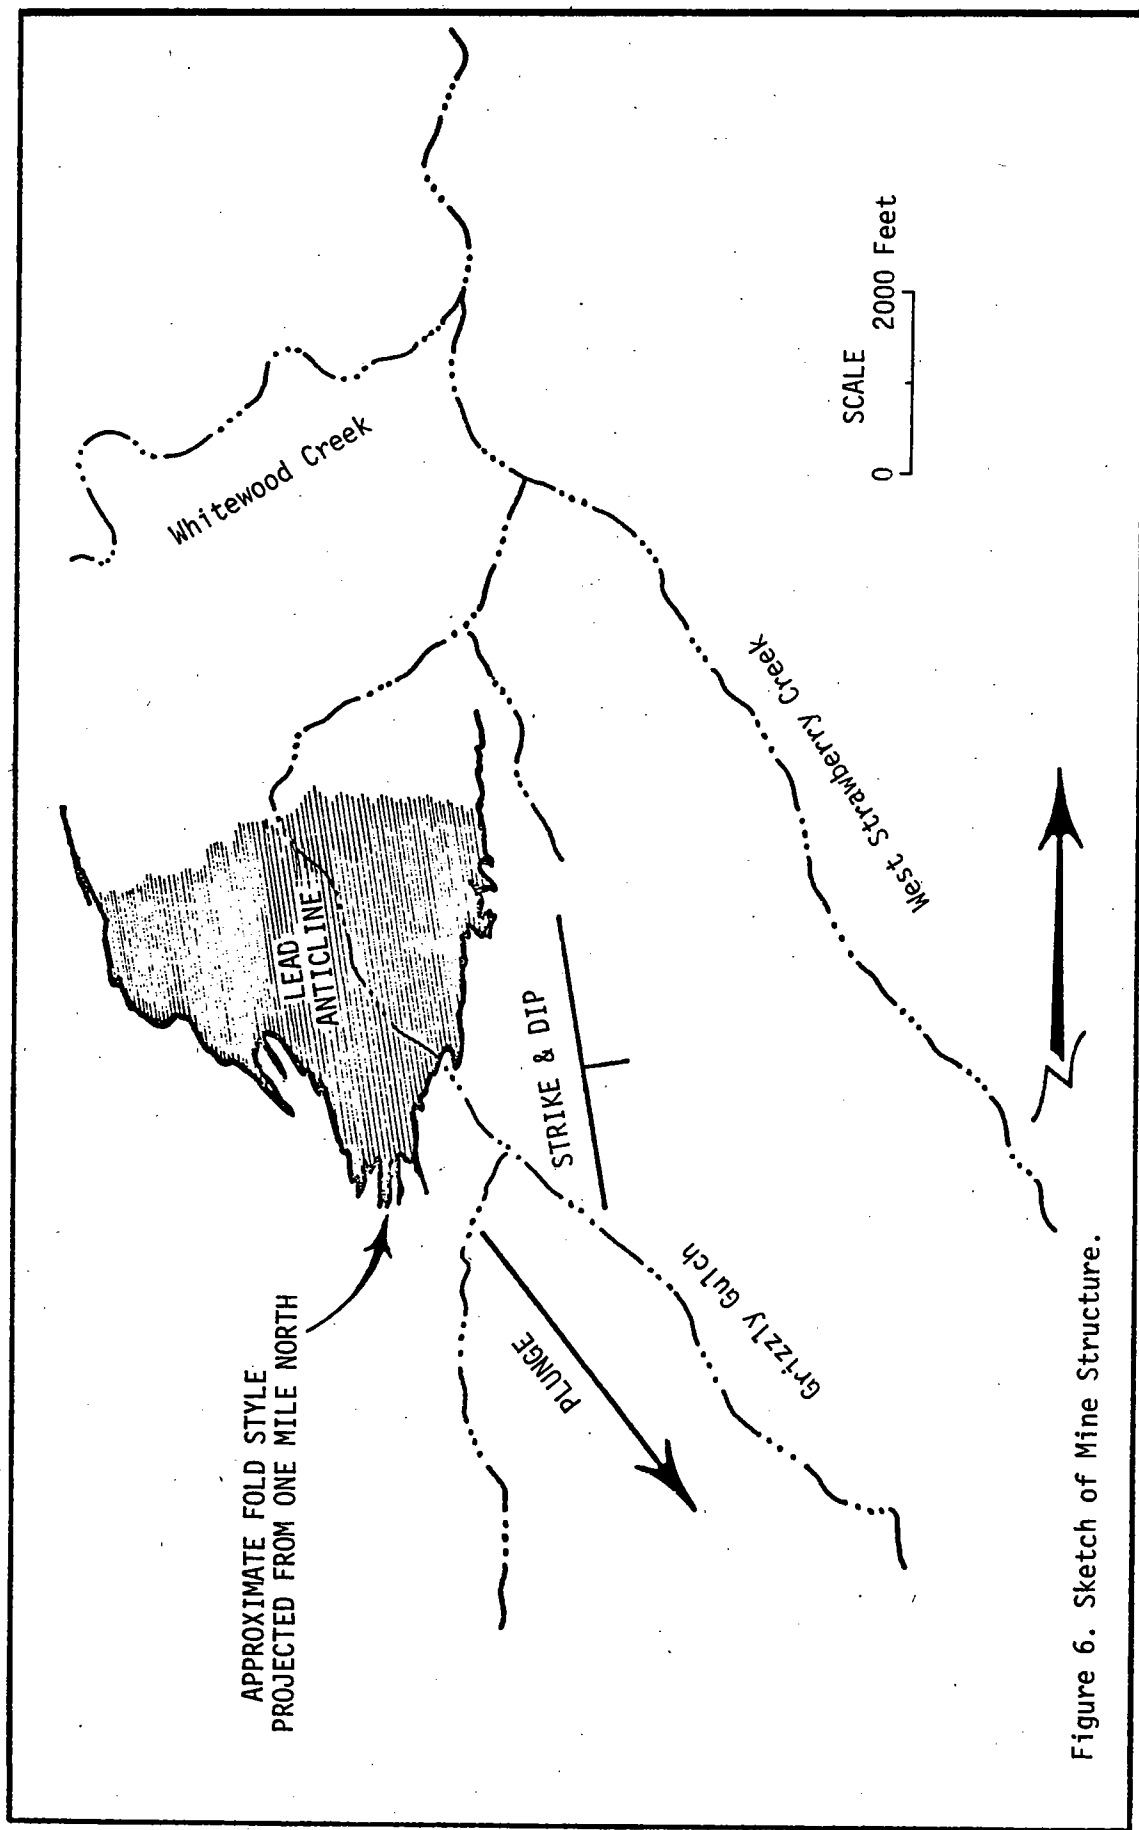 Whitewood Creek
LEAD
ANTICLINE
APPROXIMATE FOLD STYLE
PROJECTED FROM ONE MILE NORTH
STRIKE & DIP
PLUNGE
Grizzly Gulch
West Strawberry Creek
SCALE
0 2000 Feet
N
Figure 6. Sketch of Mine Structure.